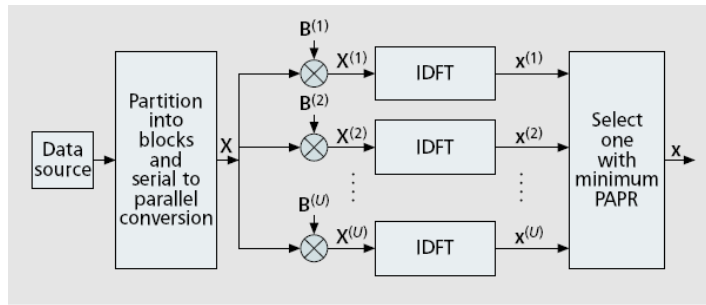 Data
source
Partition
into
blocks
and
serial to
parallel
conversion
X
B(1)
X(1)
IDFT
x(1)
B(2)
X(2)
IDFT
x(2)
B(U)
X(U)
IDFT
x(U)
Select
one
with
minimum
PAPR
x